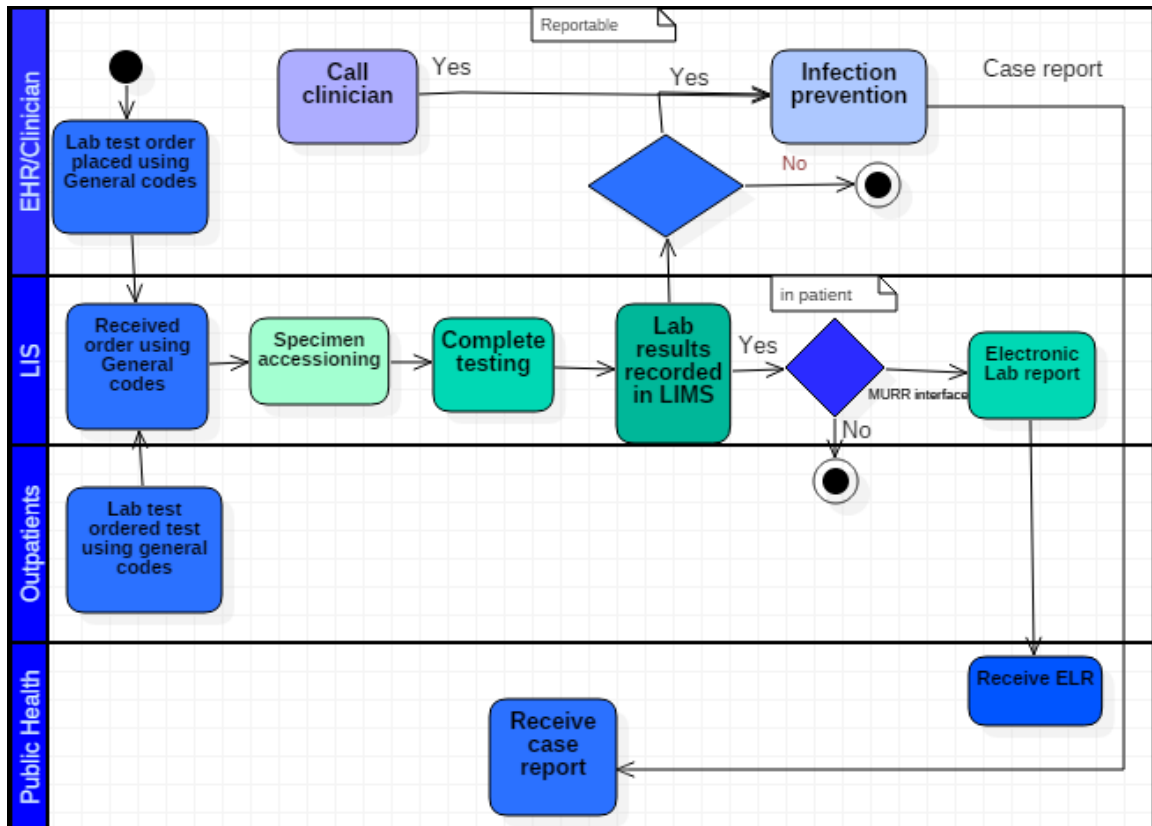 EHR/Clinician
Reportable
Call
clinician
Yes
Yes
Infection
prevention
Case report
Lab test order
placed using
General codes
No
LIS
in patient
Received
order using
General
codes
Specimen
accessioning
Complete
testing
Lab
results
recorded
in LIMS
Yes
Electronic
Lab report
MURR interface
No
Outpatients
Lab test
ordered test
using general
codes
Public Health
Receive ELR
Receive
case
report